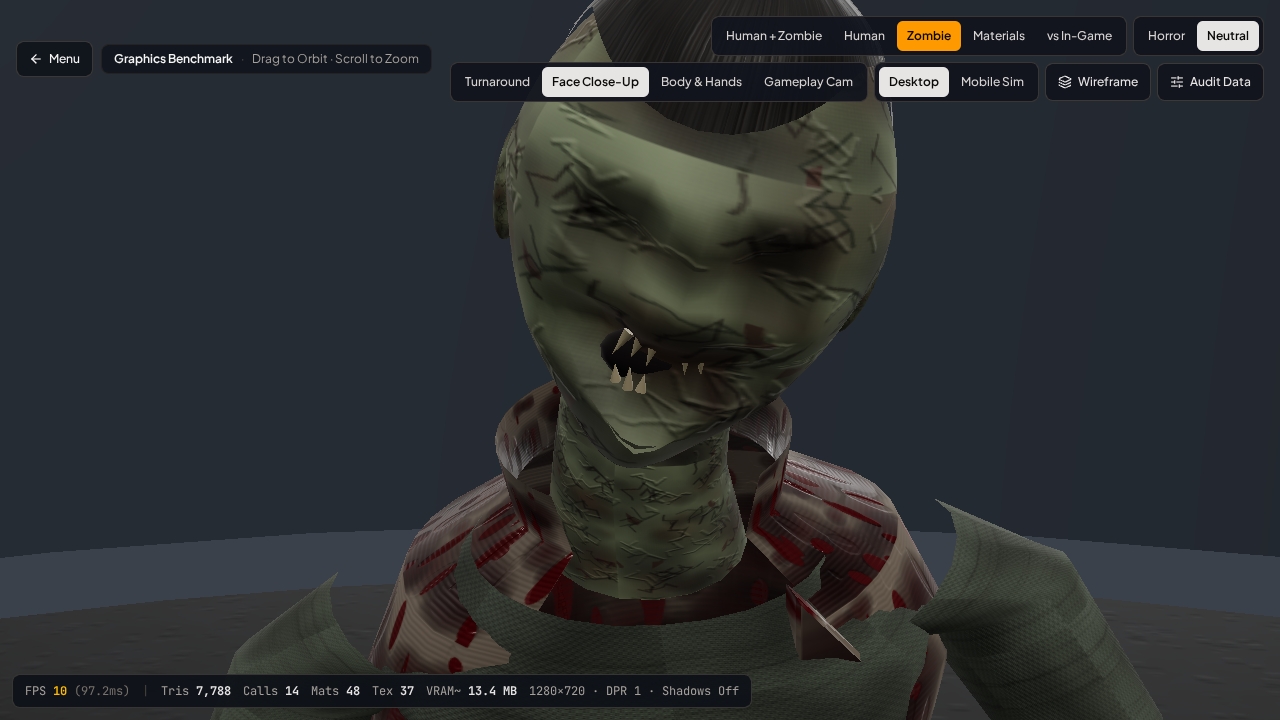 Menu
Graphics Benchmark · Drag to Orbit · Scroll to Zoom
Human + Zombie Human Zombie Materials vs In-Game
Horror Neutral
Turnaround Face Close-Up Body & Hands Gameplay Cam
Desktop Mobile Sim
Wireframe
Audit Data
FPS 10 (97.2ms) | Tris 7,788 Calls 14 Mats 48 Tex 37 VRAM~ 13.4 MB 1280×720 · DPR 1 · Shadows Off